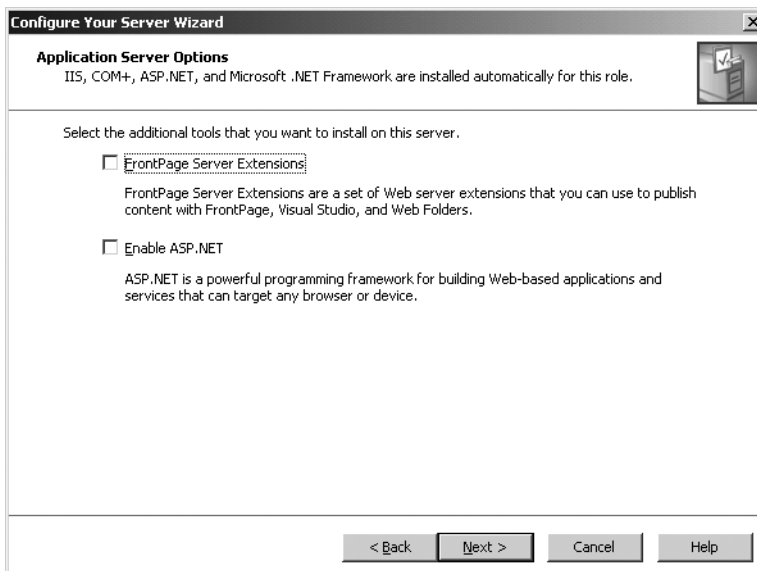 Configure Your Server Wizard
Application Server Options
IIS, COM+, ASP.NET, and Microsoft .NET Framework are installed automatically for this role.
Select the additional tools that you want to install on this server.
FrontPage Server Extensions
FrontPage Server Extensions are a set of Web server extensions that you can use to publish
content with FrontPage, Visual Studio, and Web Folders.
Enable ASP.NET
ASP.NET is a powerful programming framework for building Web-based applications and
services that can target any browser or device.
< Back Next > Cancel Help